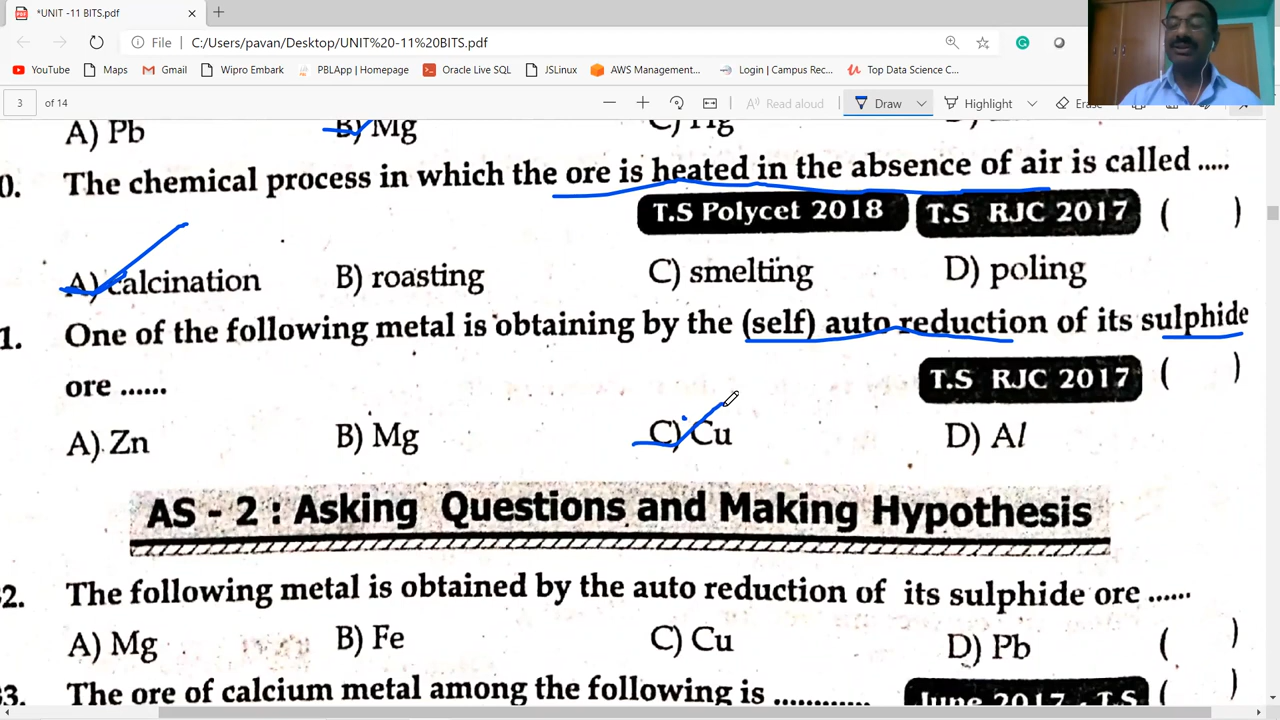 *UNIT -11 BITS.pdf
File C:/Users/pavan/Desktop/UNIT%20-11%20BITS.pdf
YouTube Maps Gmail Wipro Embark PBLApp | Homepage Oracle Live SQL JSLinux AWS Management... Login | Campus Rec... Top Data Science C...
3 of 14 Read aloud Draw Highlight Erase
A) Pb B) Mg C) Hg
0. The chemical process in which the ore is heated in the absence of air is called .....
T.S Polycet 2018 T.S RJC 2017 ( )
A) calcination B) roasting C) smelting D) poling
1. One of the following metal is obtaining by the (self) auto reduction of its sulphide
ore ......
T.S RJC 2017 ( )
A) Zn B) Mg C) Cu D) Al
AS - 2 : Asking Questions and Making Hypothesis
2. The following metal is obtained by the auto reduction of its sulphide ore ......
A) Mg B) Fe C) Cu D) Pb ( )
3. The ore of calcium metal among the following is ............
June 2017 - T.S (